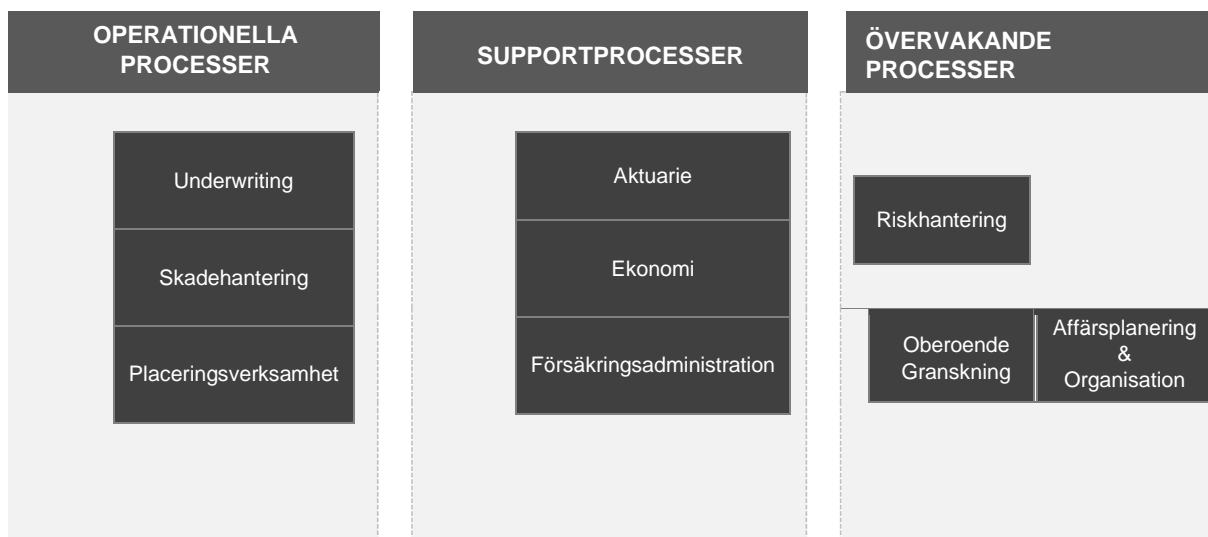 OPERATIONELLA
PROCESSER
Underwriting
Skadehantering
Placeringsverksamhet
SUPPORTPROCESSER
Aktuarie
Ekonomi
Försäkringsadministration
ÖVERVAKANDE
PROCESSER
Riskhantering
Oberoende
Granskning
Affärsplanering
&
Organisation